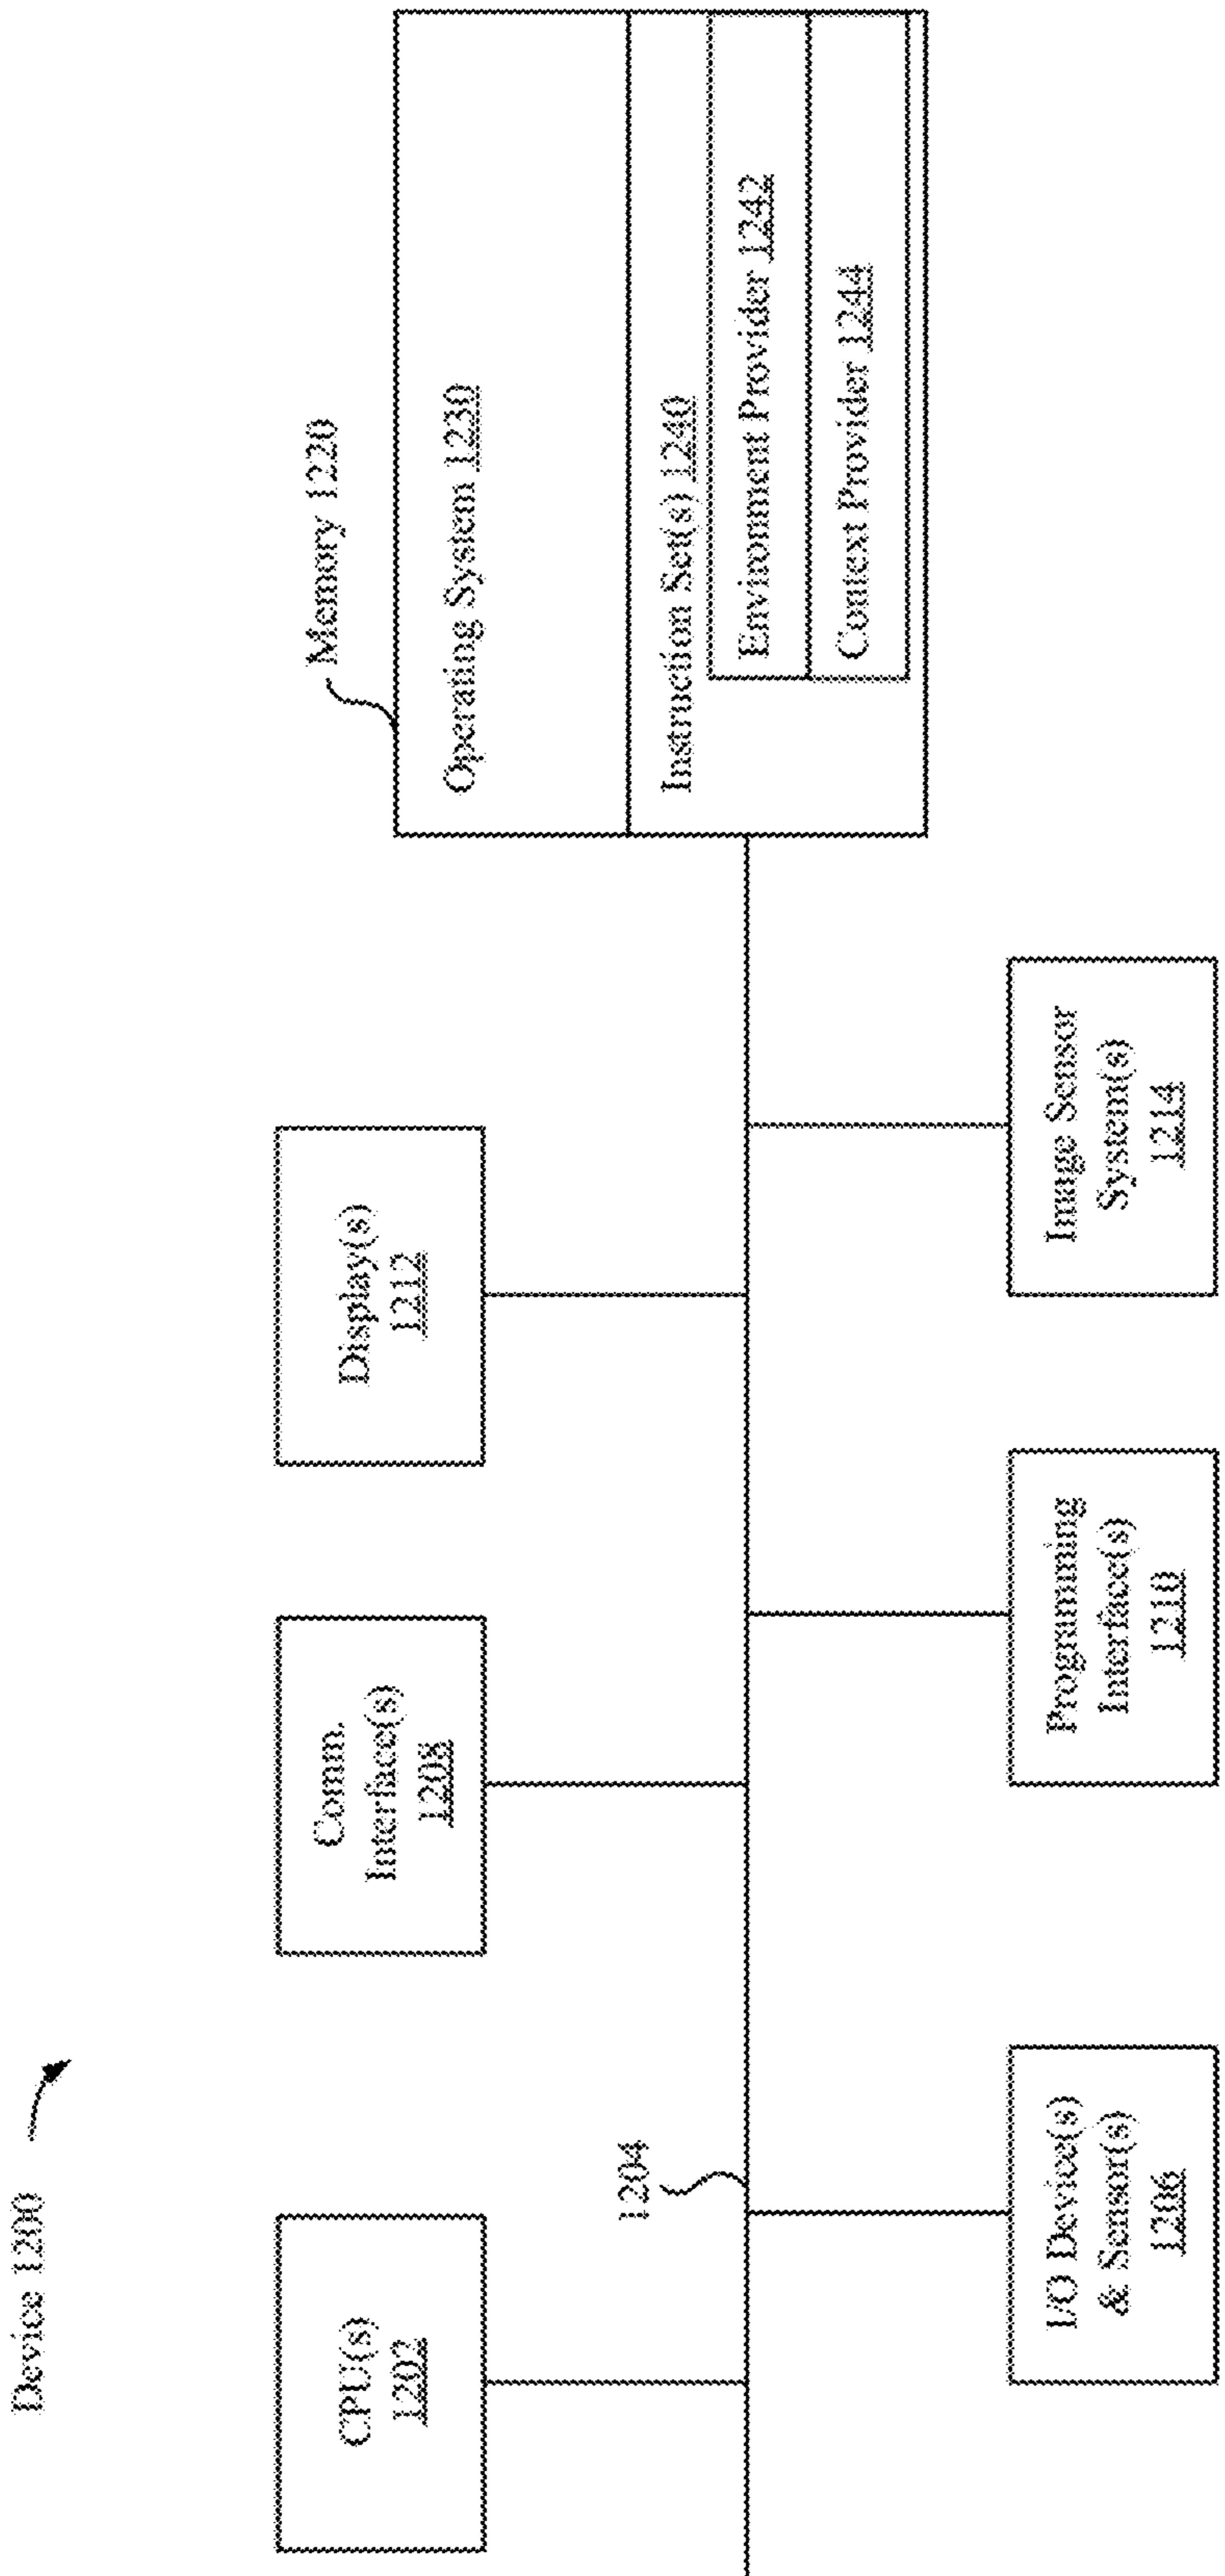 Device 1200
CPU(s)
1202
Comm.
Interface(s)
1208
Display(s)
1212
Memory 1220
Operating System 1230
Instruction Set(s) 1240
Environment Provider 1242
Context Provider 1244
1204
I/O Device(s)
& Sensor(s)
1206
Programming
Interface(s)
1210
Image Sensor
System(s)
1214